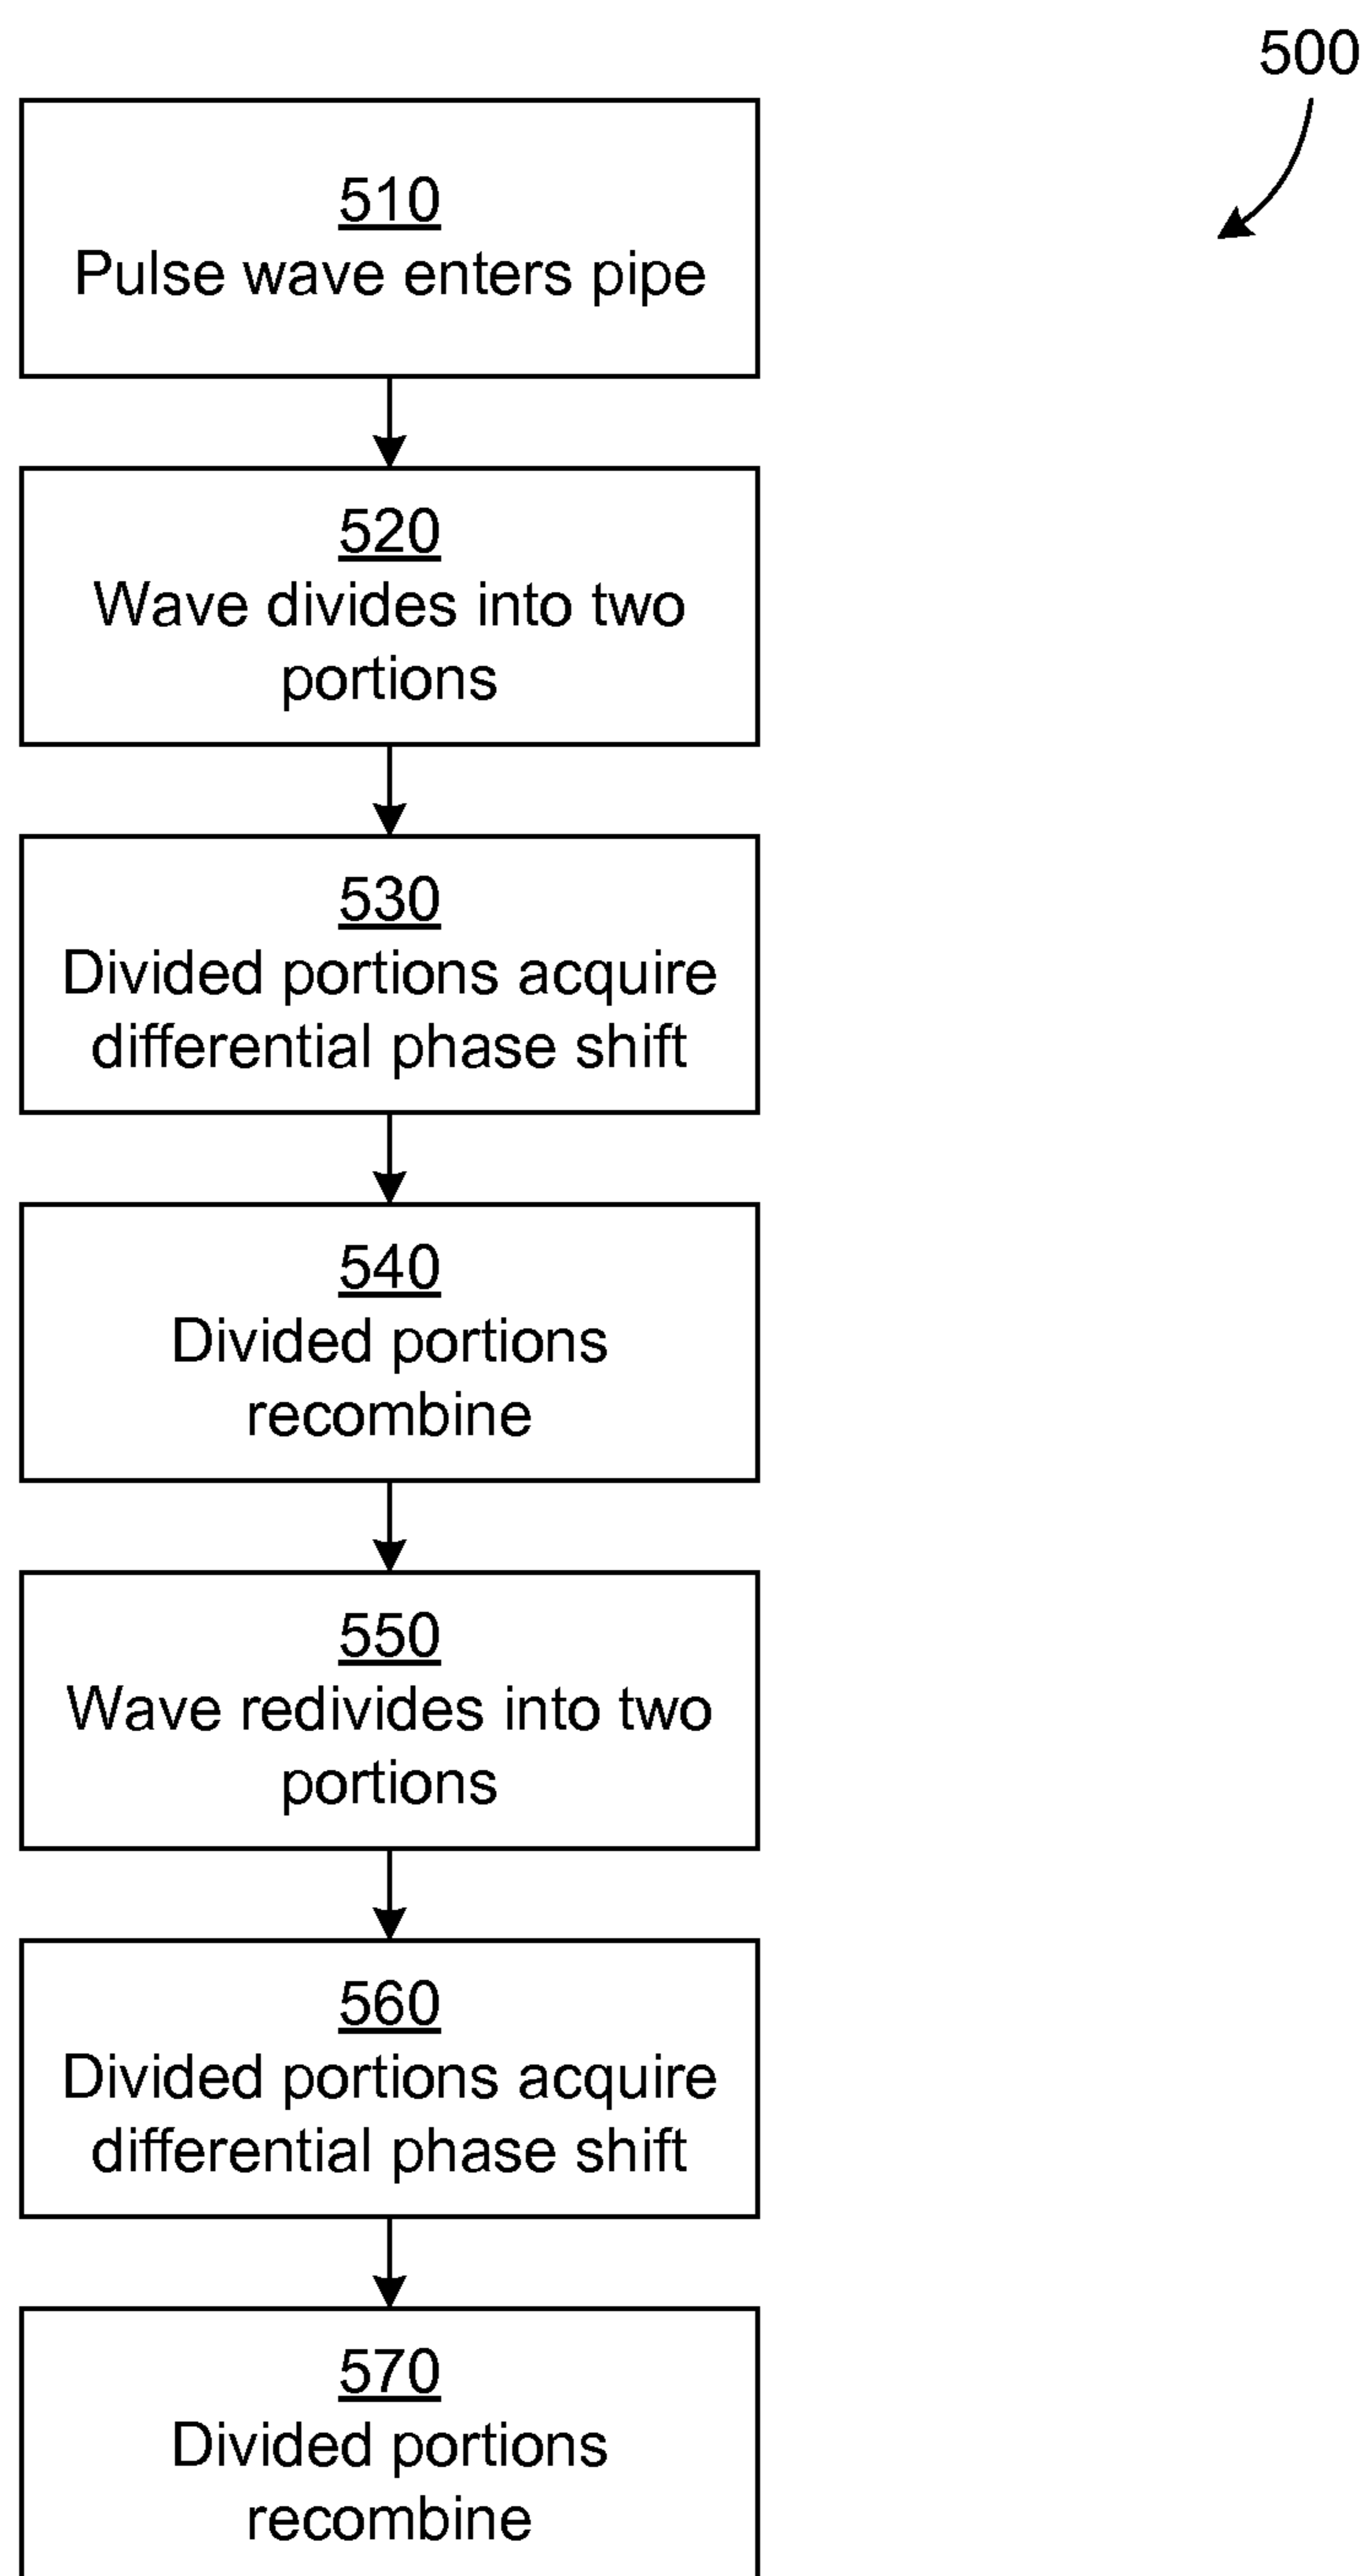 500
510
Pulse wave enters pipe
520
Wave divides into two
portions
530
Divided portions acquire
differential phase shift
540
Divided portions
recombine
550
Wave redivides into two
portions
560
Divided portions acquire
differential phase shift
570
Divided portions
recombine